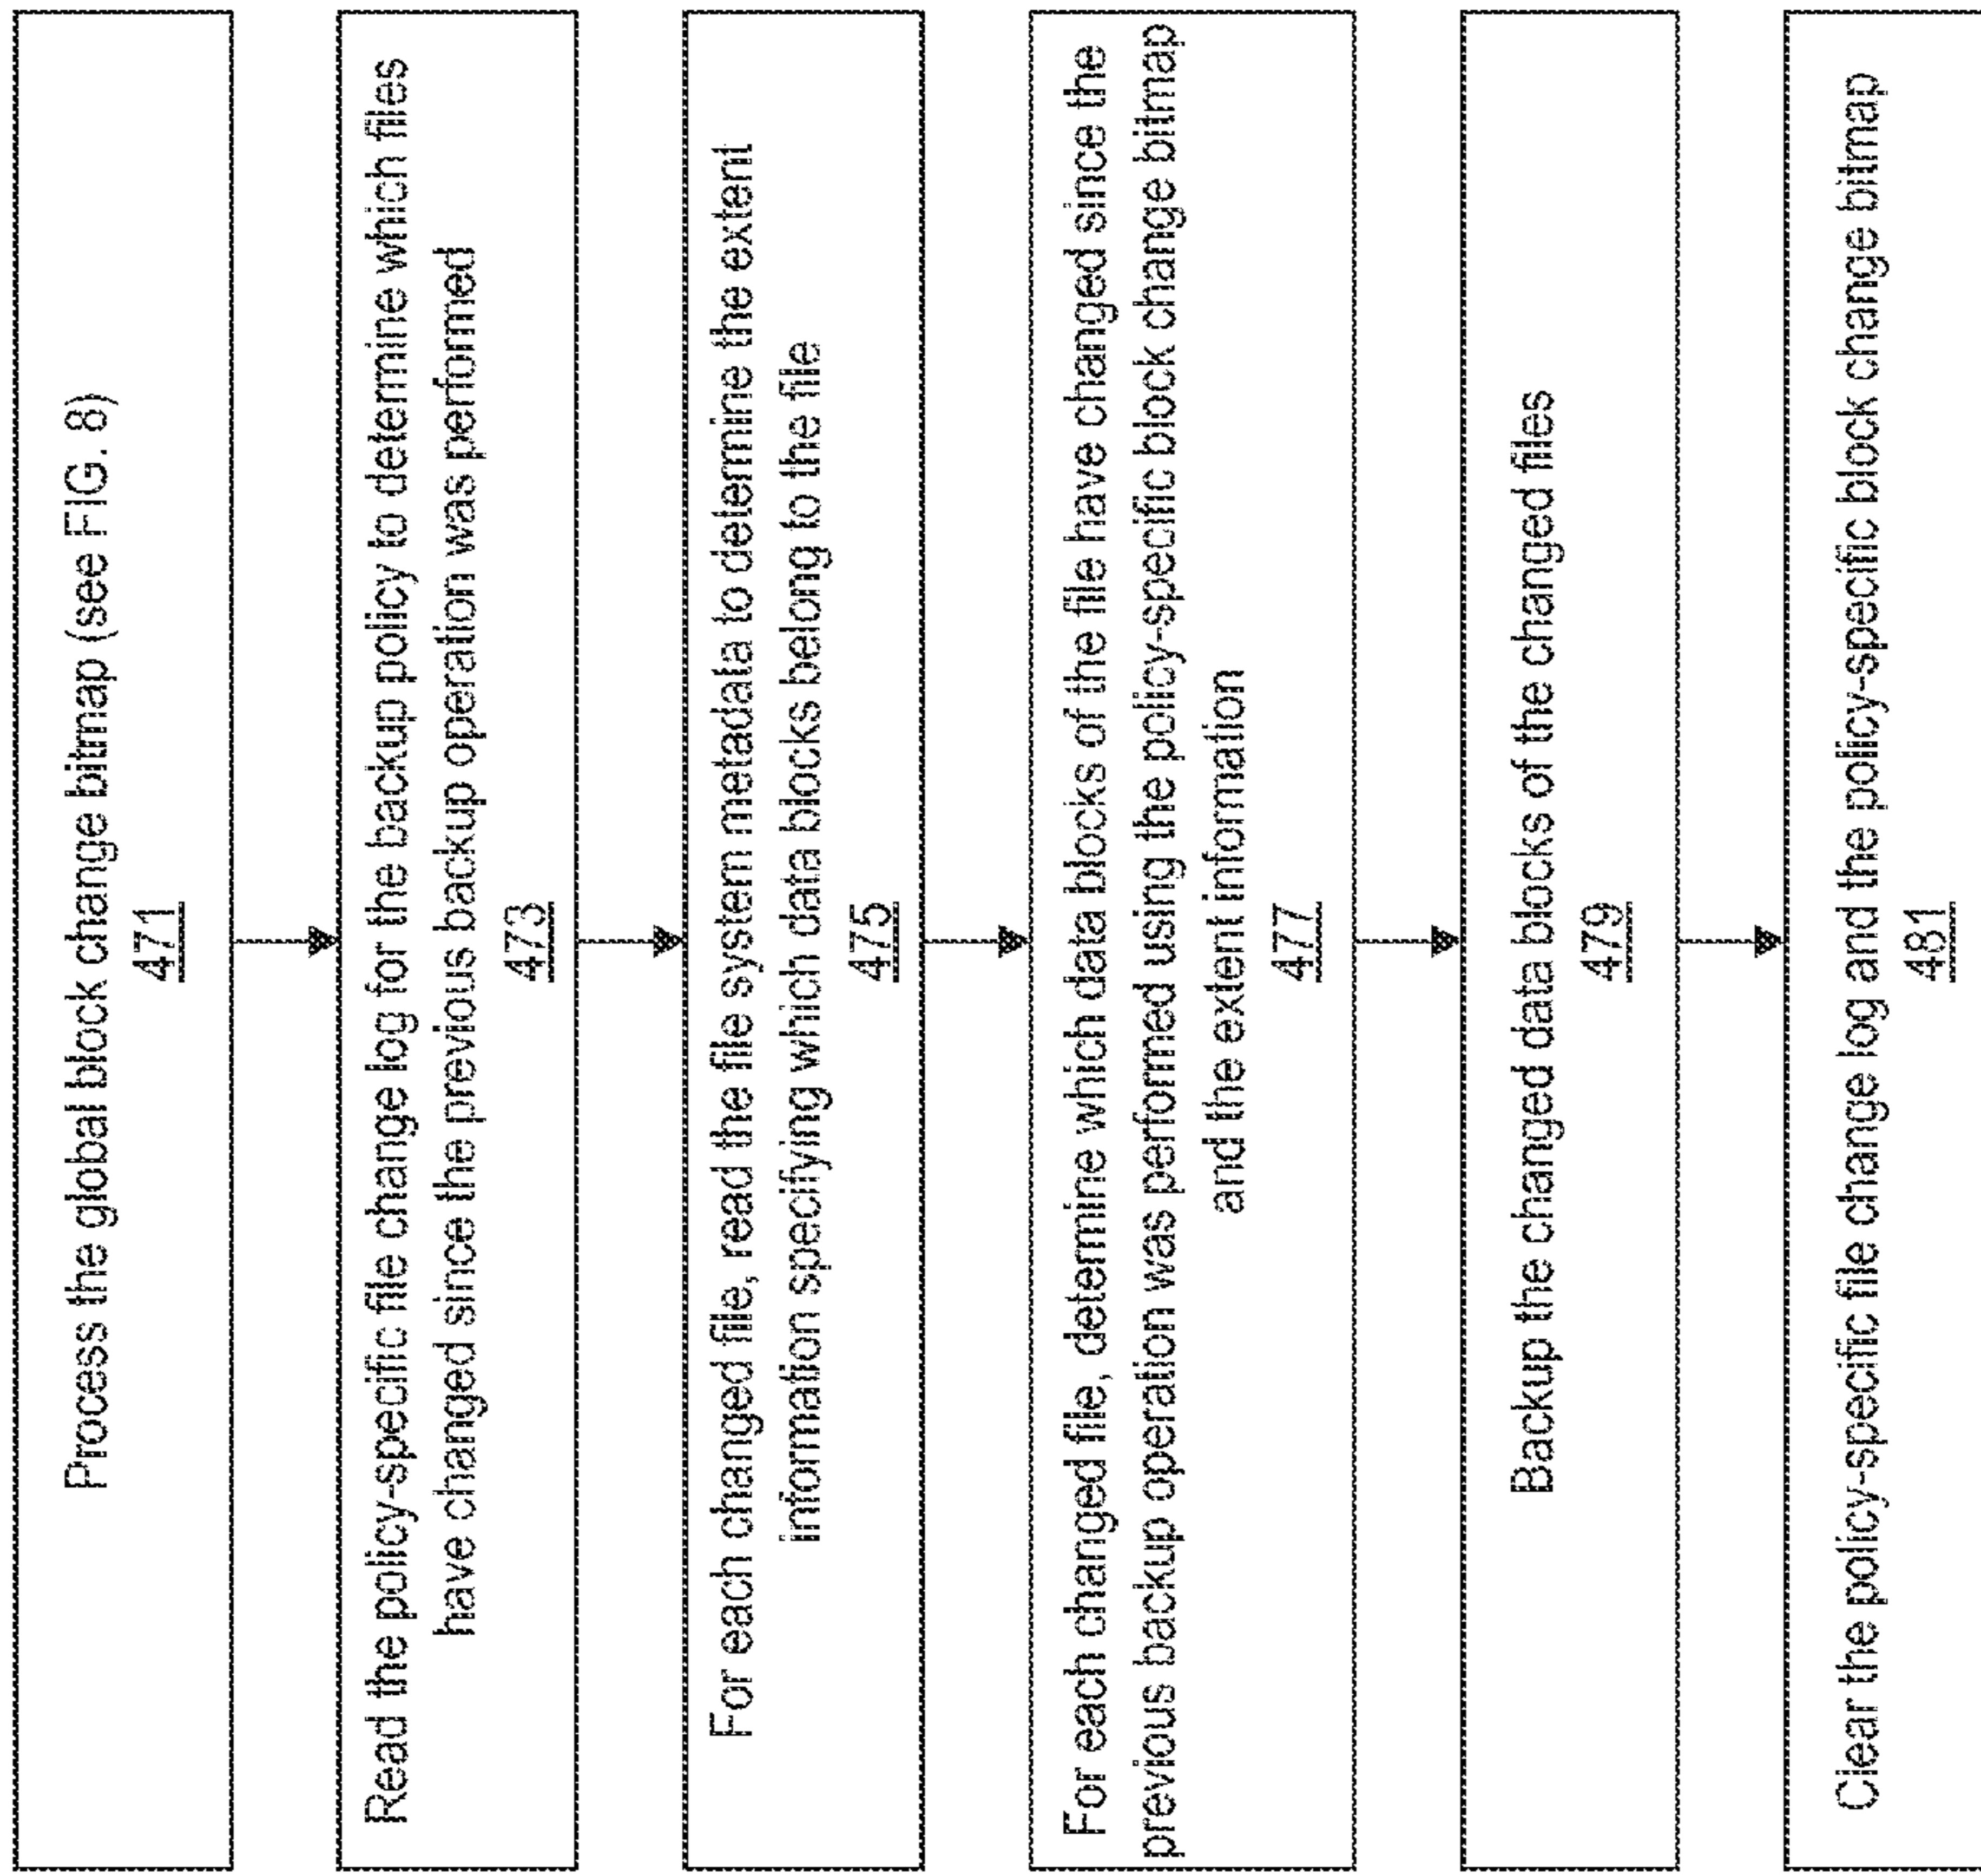 Process the global block change bitmap (see FIG. 8)
471
Read the policy-specific file change log for the backup policy to determine which files
have changed since the previous backup operation was performed
473
For each changed file, read the file system metadata to determine the extent
information specifying which data blocks belong to the file
475
For each changed file, determine which data blocks of the file have changed since the
previous backup operation was performed using the policy-specific block change bitmap
and the extent information
477
Backup the changed data blocks of the changed files
479
Clear the policy-specific file change log and the policy-specific block change bitmap
481